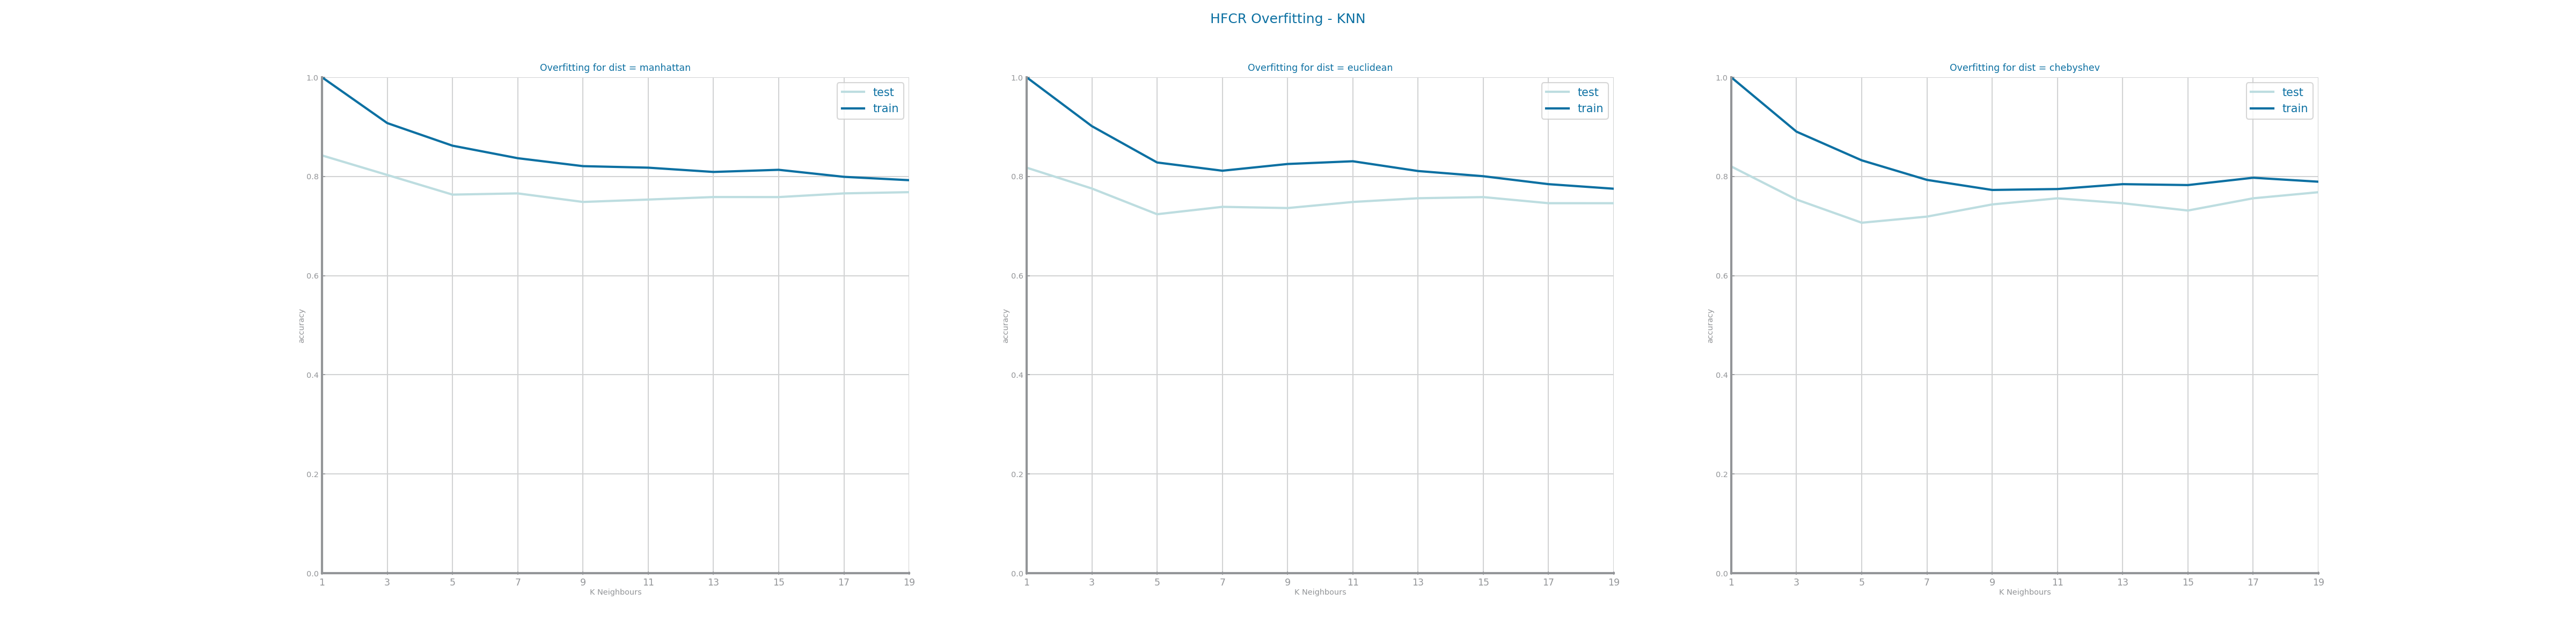 HFCR Overfitting - KNN
Overfitting for dist = manhattan
1.0
0.8
0.6
0.4
0.2
0.0
accuracy
test
train
1 3 5 7 9 11 13 15 17 19
K Neighbours
Overfitting for dist = euclidean
1.0
0.8
0.6
0.4
0.2
0.0
accuracy
test
train
1 3 5 7 9 11 13 15 17 19
K Neighbours
Overfitting for dist = chebyshev
1.0
0.8
0.6
0.4
0.2
0.0
accuracy
test
train
1 3 5 7 9 11 13 15 17 19
K Neighbours